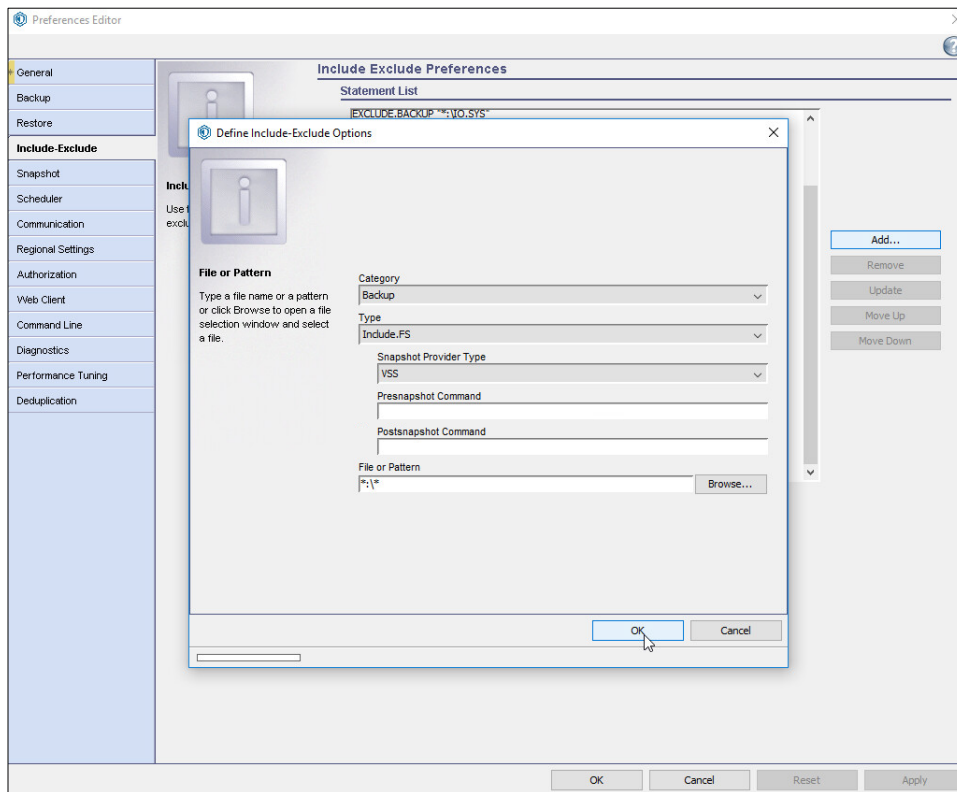 Preferences Editor
General
Backup
Restore
Include-Exclude
Snapshot
Scheduler
Communication
Regional Settings
Authorization
Web Client
Command Line
Diagnostics
Performance Tuning
Deduplication
Include Exclude Preferences
Statement List
EXCLUDE.BACKUP "*:\IO.SYS"
Add...
Remove
Update
Move Up
Move Down
Define Include-Exclude Options
File or Pattern
Type a file name or a pattern
or click Browse to open a file
selection window and select
a file.
Category
Backup
Type
Include.FS
Snapshot Provider Type
VSS
Presnapshot Command
Postsnapshot Command
File or Pattern
*:\*
Browse...
OK
Cancel
OK
Cancel
Reset
Apply